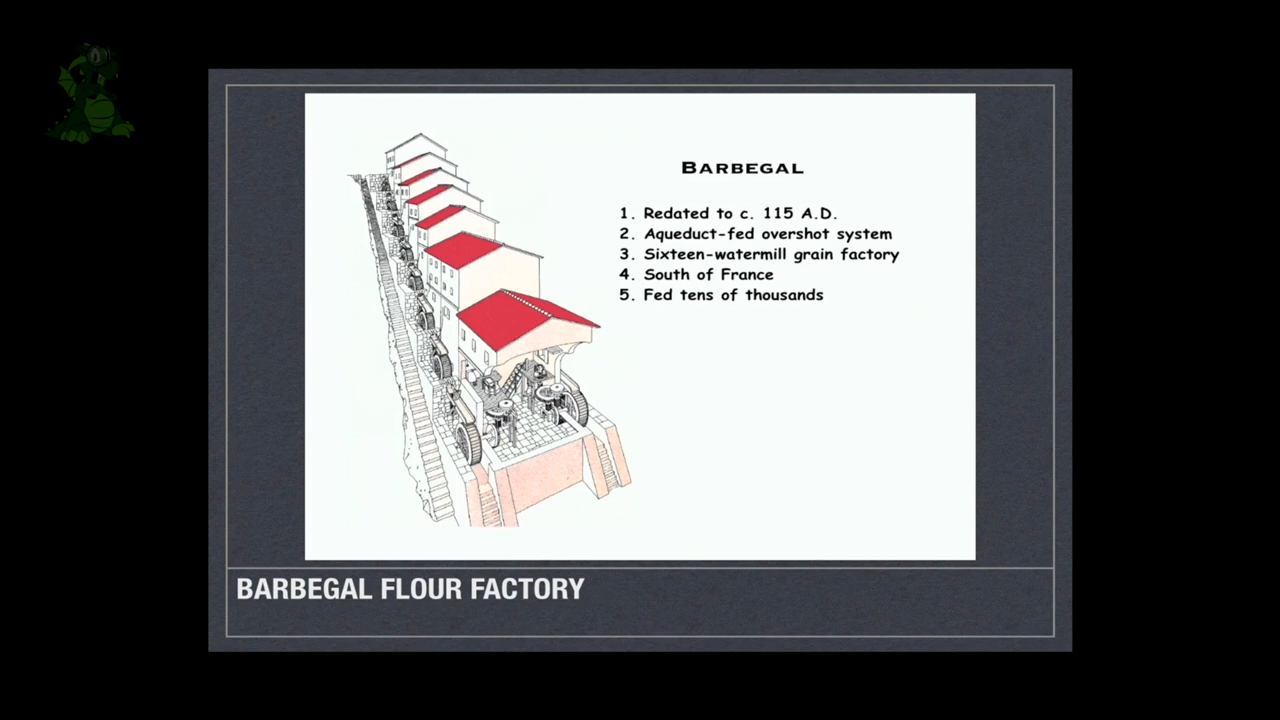 BARBEGAL
1. Redated to c. 115 A.D.
2. Aqueduct-fed overshot system
3. Sixteen-watermill grain factory
4. South of France
5. Fed tens of thousands
BARBEGAL FLOUR FACTORY